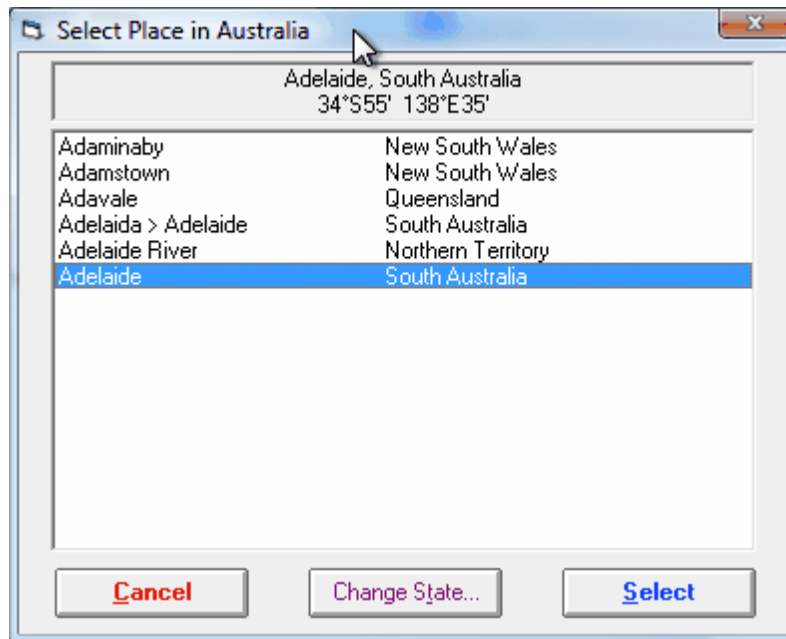 Select Place in Australia
Adelaide, South Australia
34°S55' 138°E35'
Adaminaby New South Wales
Adamstown New South Wales
Adavale Queensland
Adelaida > Adelaide South Australia
Adelaide River Northern Territory
Adelaide South Australia
Cancel Change State... Select